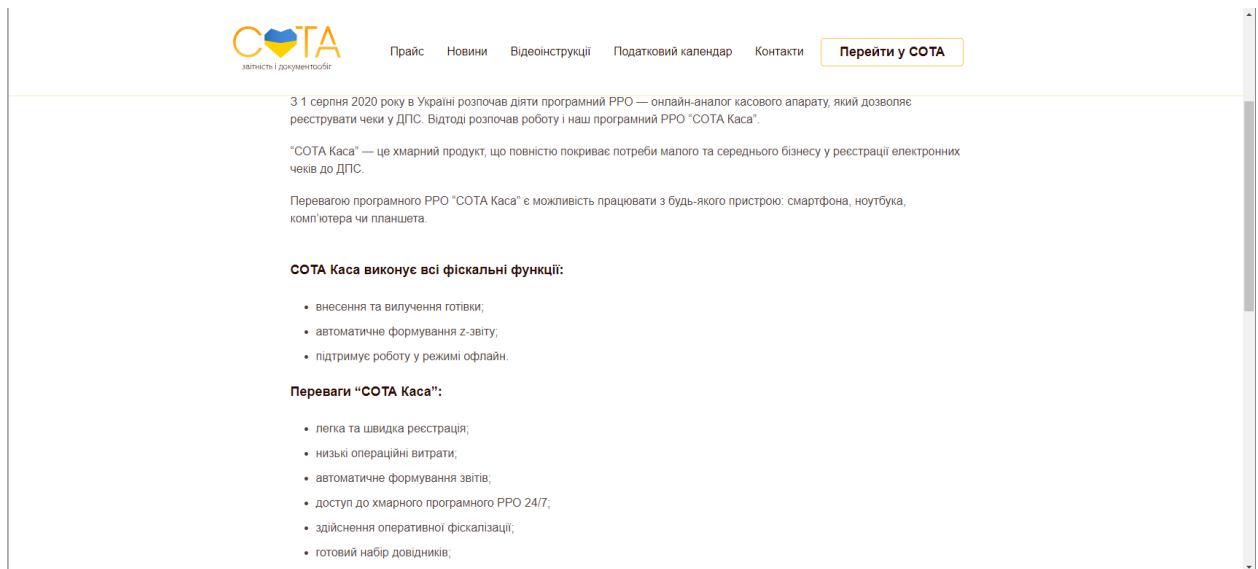 СОТА
звітність і документообіг
Прайс Новини Відеоінструкції Податковий календар Контакти Перейти у СОТА
З 1 серпня 2020 року в Україні розпочав діяти програмний РРО — онлайн-аналог касового апарату, який дозволяє
реєструвати чеки у ДПС. Відтоді розпочав роботу і наш програмний РРО “СОТА Каса”.
“СОТА Каса” — це хмарний продукт, що повністю покриває потреби малого та середнього бізнесу у реєстрації електронних
чеків до ДПС.
Перевагою програмного РРО “СОТА Каса” є можливість працювати з будь-якого пристрою: смартфона, ноутбука,
комп’ютера чи планшета.
СОТА Каса виконує всі фіскальні функції:
• внесення та вилучення готівки;
• автоматичне формування z-звіту;
• підтримує роботу у режимі офлайн.
Переваги “СОТА Каса”:
• легка та швидка реєстрація;
• низькі операційні витрати;
• автоматичне формування звітів;
• доступ до хмарного програмного РРО 24/7;
• здійснення оперативної фіскалізації;
• готовий набір довідників;